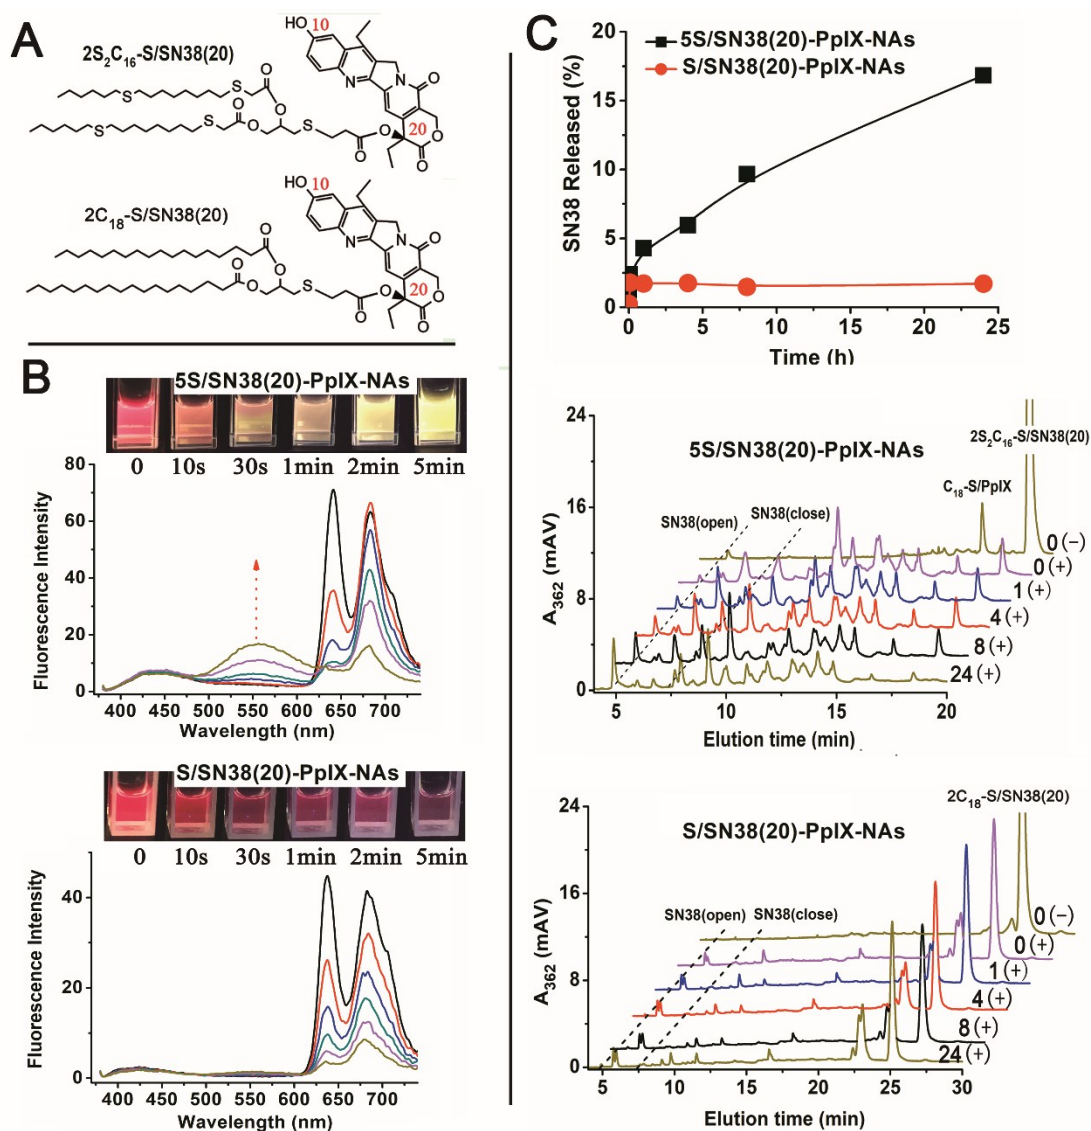 A
2S₂C₁₆-S/SN38(20)
HO 10
O
N
N
O
S
S
O
O
S
S
O
O
S
O
O
20
O
O
2C₁₈-S/SN38(20)
HO 10
O
N
N
O
O
O
O
S
O
O
20
O
O
B
5S/SN38(20)-PpIX-NAs
0 10s 30s 1min 2min 5min
80
60
40
20
0
Fluorescence Intensity
400 450 500 550 600 650 700
Wavelength (nm)
S/SN38(20)-PpIX-NAs
0 10s 30s 1min 2min 5min
40
20
0
Fluorescence Intensity
400 450 500 550 600 650 700
Wavelength (nm)
C
5S/SN38(20)-PpIX-NAs
S/SN38(20)-PpIX-NAs
20
15
10
5
0
SN38 Released (%)
0 5 10 15 20 25
Time (h)
24
16
8
0
A₃₆₂ (mAV)
5S/SN38(20)-PpIX-NAs
2S₂C₁₆-S/SN38(20)
C₁₈-S/PpIX
SN38(open)
SN38(close)
0 (−)
0 (+)
1 (+)
4 (+)
8 (+)
24 (+)
5 10 15 20
Elution time (min)
24
16
8
0
A₃₆₂ (mAV)
2C₁₈-S/SN38(20)
S/SN38(20)-PpIX-NAs
SN38(open)
SN38(close)
0 (−)
0 (+)
1 (+)
4 (+)
8 (+)
24 (+)
5 10 15 20 25 30
Elution time (min)